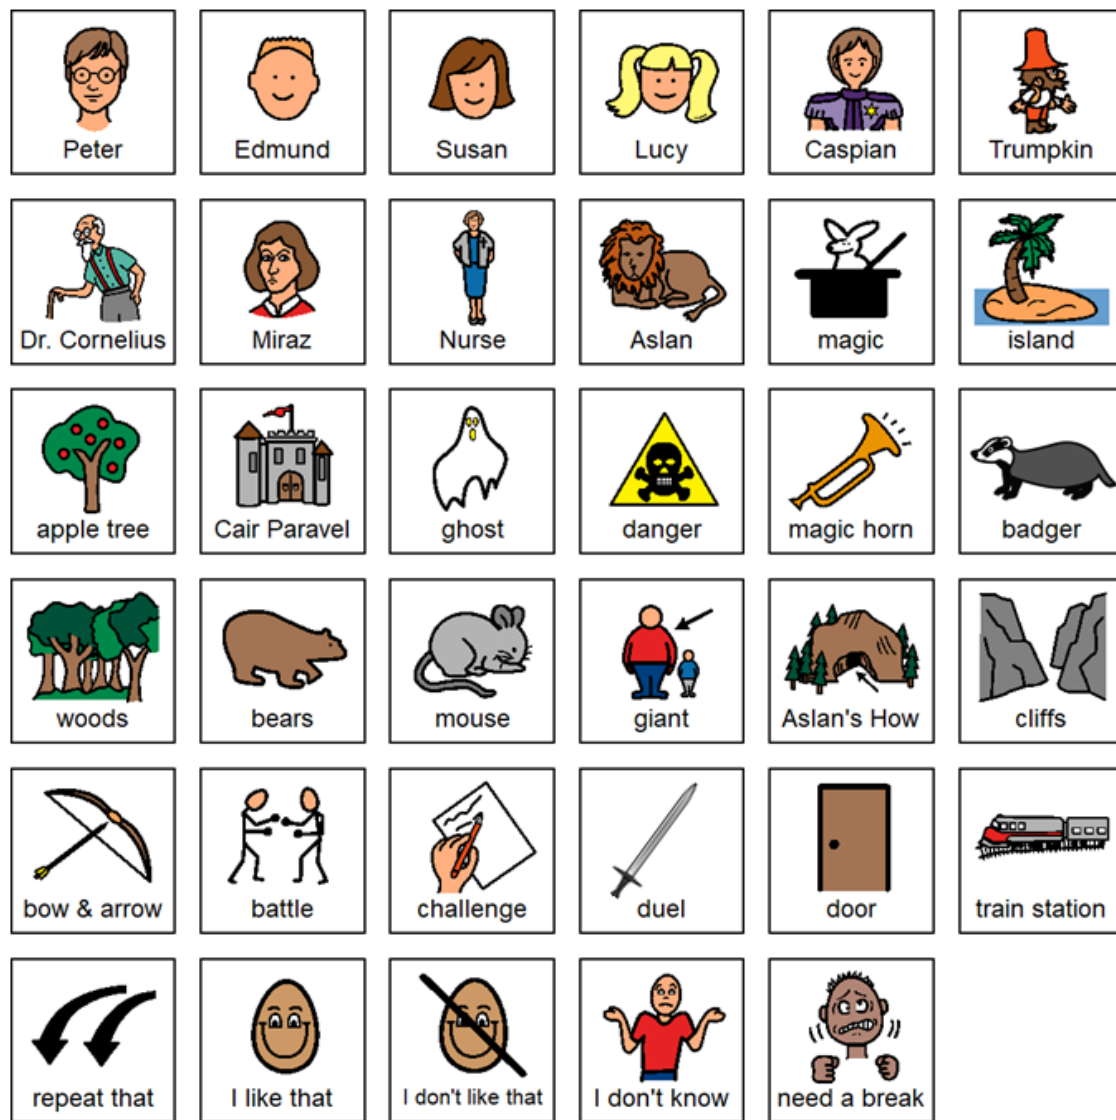 Peter
Edmund
Susan
Lucy
Caspian
Trumpkin
Dr. Cornelius
Miraz
Nurse
Aslan
magic
island
apple tree
Cair Paravel
ghost
danger
magic horn
badger
woods
bears
mouse
giant
Aslan's How
cliffs
bow & arrow
battle
challenge
duel
door
train station
repeat that
I like that
I don't like that
I don't know
need a break